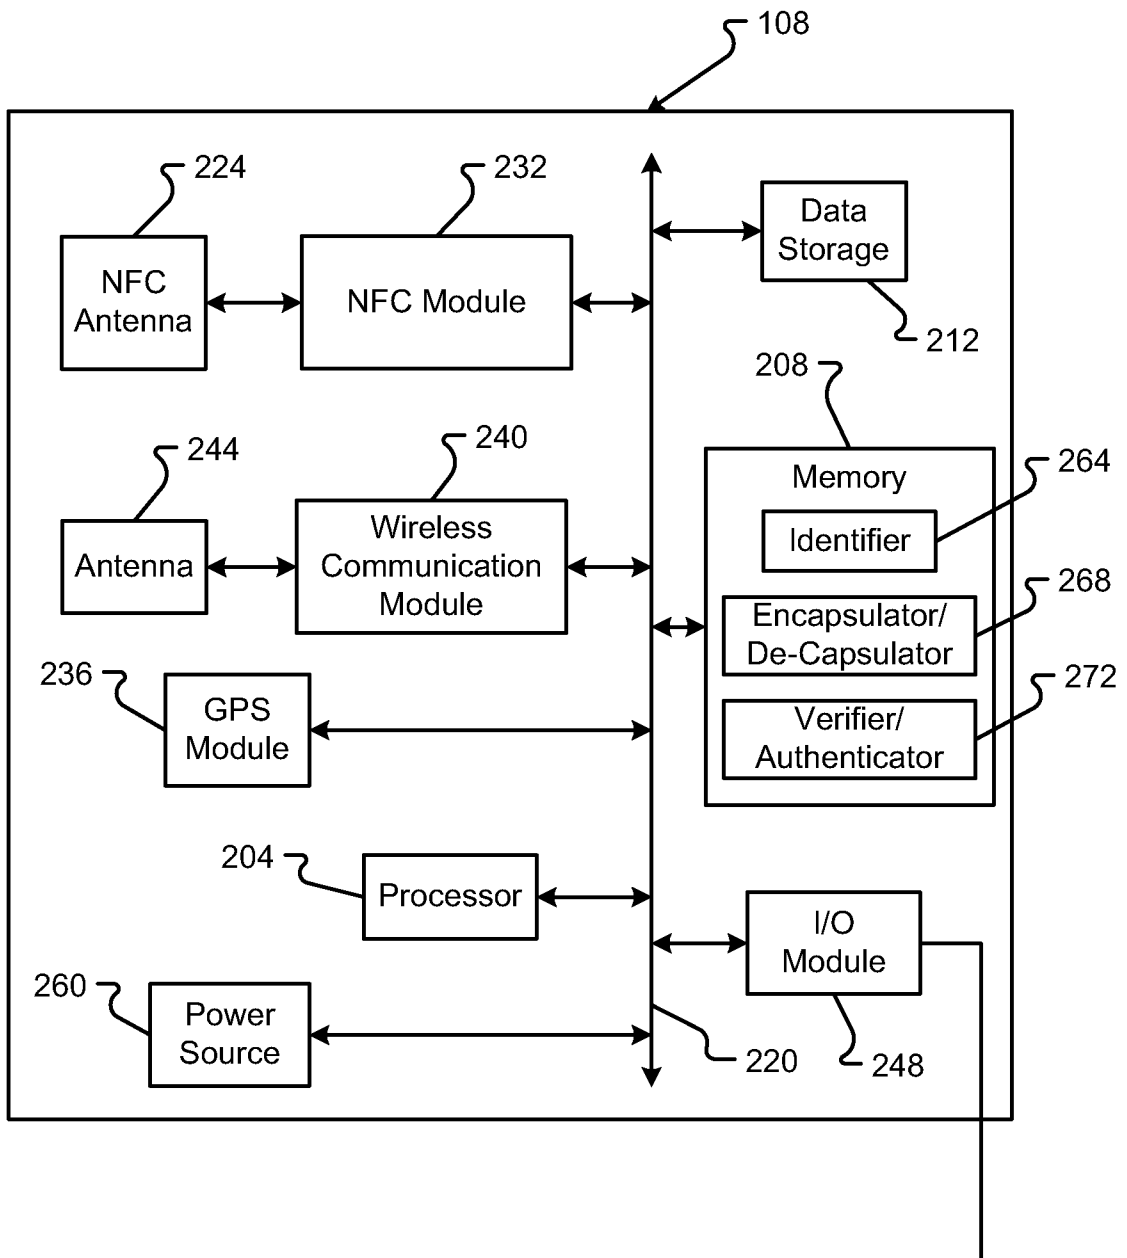 108
224
232
NFC
Antenna
NFC Module
Data
Storage
212
208
244
240
Antenna
Wireless
Communication
Module
Memory
264
Identifier
268
Encapsulator/
De-Capsulator
272
Verifier/
Authenticator
236
GPS
Module
204
Processor
I/O
Module
248
260
Power
Source
220